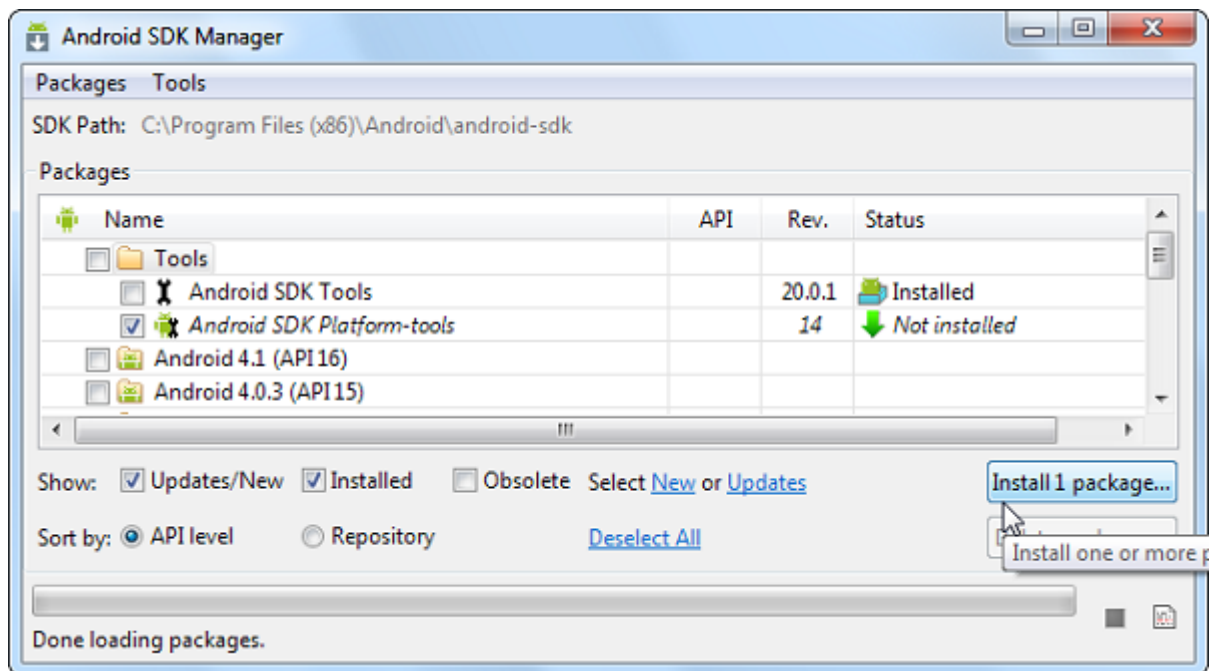 Android SDK Manager
Packages Tools
SDK Path: C:\Program Files (x86)\Android\android-sdk
Packages
Name API Rev. Status
Tools
Android SDK Tools 20.0.1 Installed
Android SDK Platform-tools 14 Not installed
Android 4.1 (API 16)
Android 4.0.3 (API 15)
Show: Updates/New Installed Obsolete Select New or Updates Install 1 package...
Sort by: API level Repository Deselect All
Install one or more
Done loading packages.